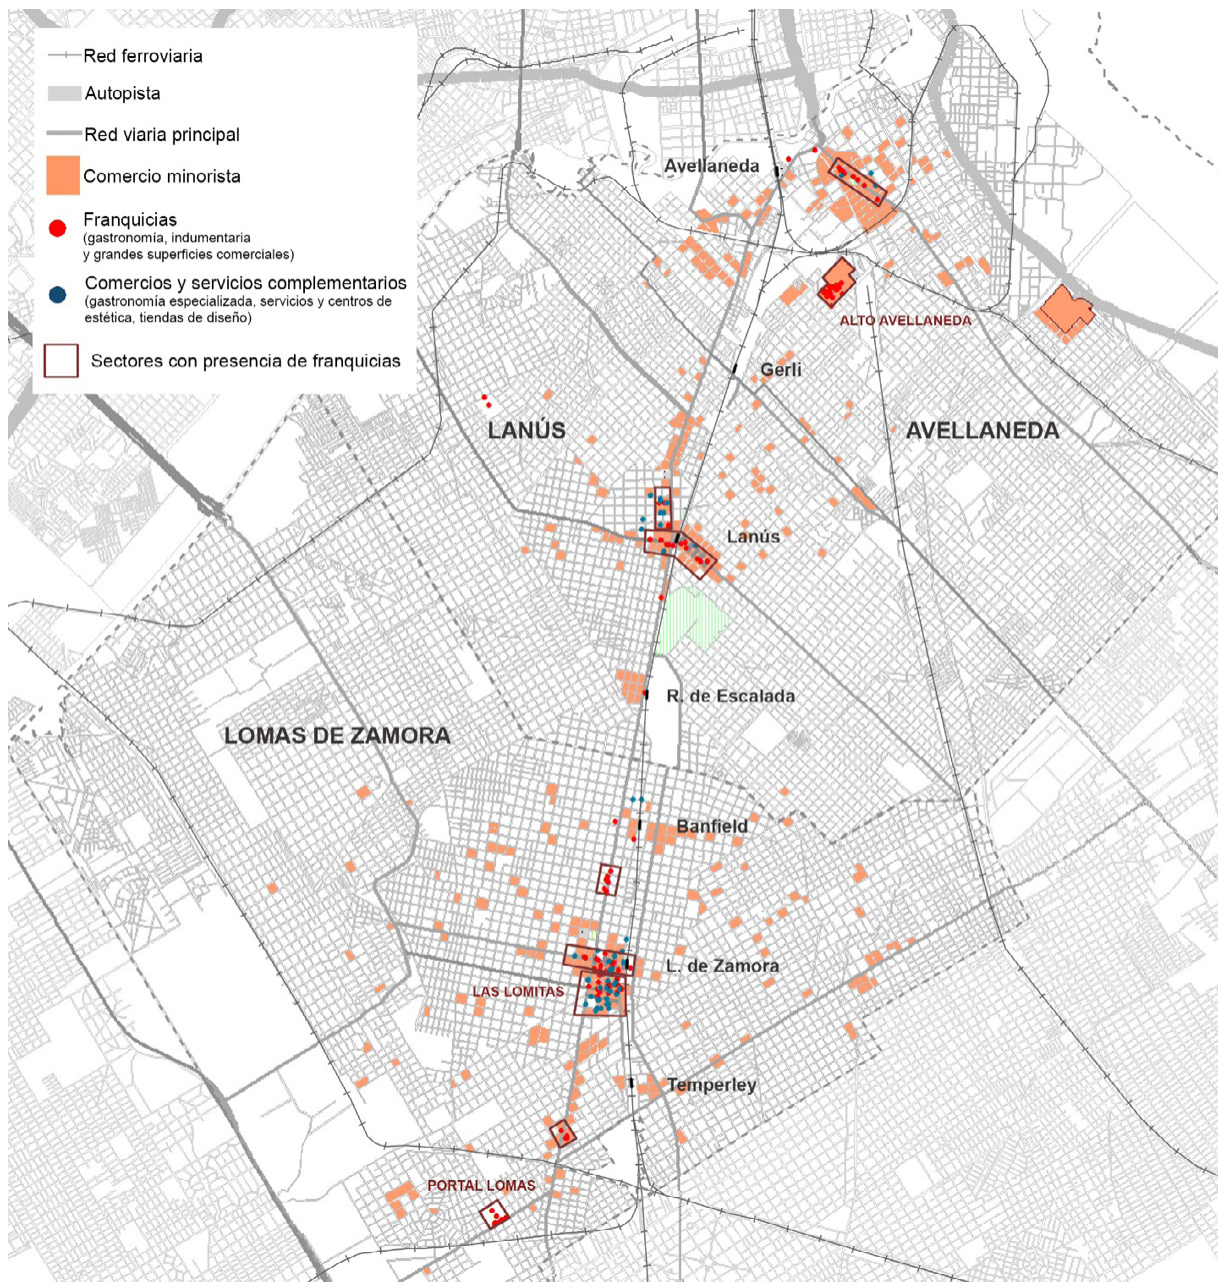 Red ferroviaria
Autopista
Red viaria principal
Comercio minorista
Franquicias
(gastronomía, indumentaria
y grandes superficies comerciales)
Comercios y servicios complementarios
(gastronomía especializada, servicios y centros de
estética, tiendas de diseño)
Sectores con presencia de franquicias
Avellaneda
ALTO AVELLANEDA
Gerli
LANÚS
AVELLANEDA
Lanús
R. de Escalada
LOMAS DE ZAMORA
Banfield
L. de Zamora
LAS LOMITAS
Temperley
PORTAL LOMAS